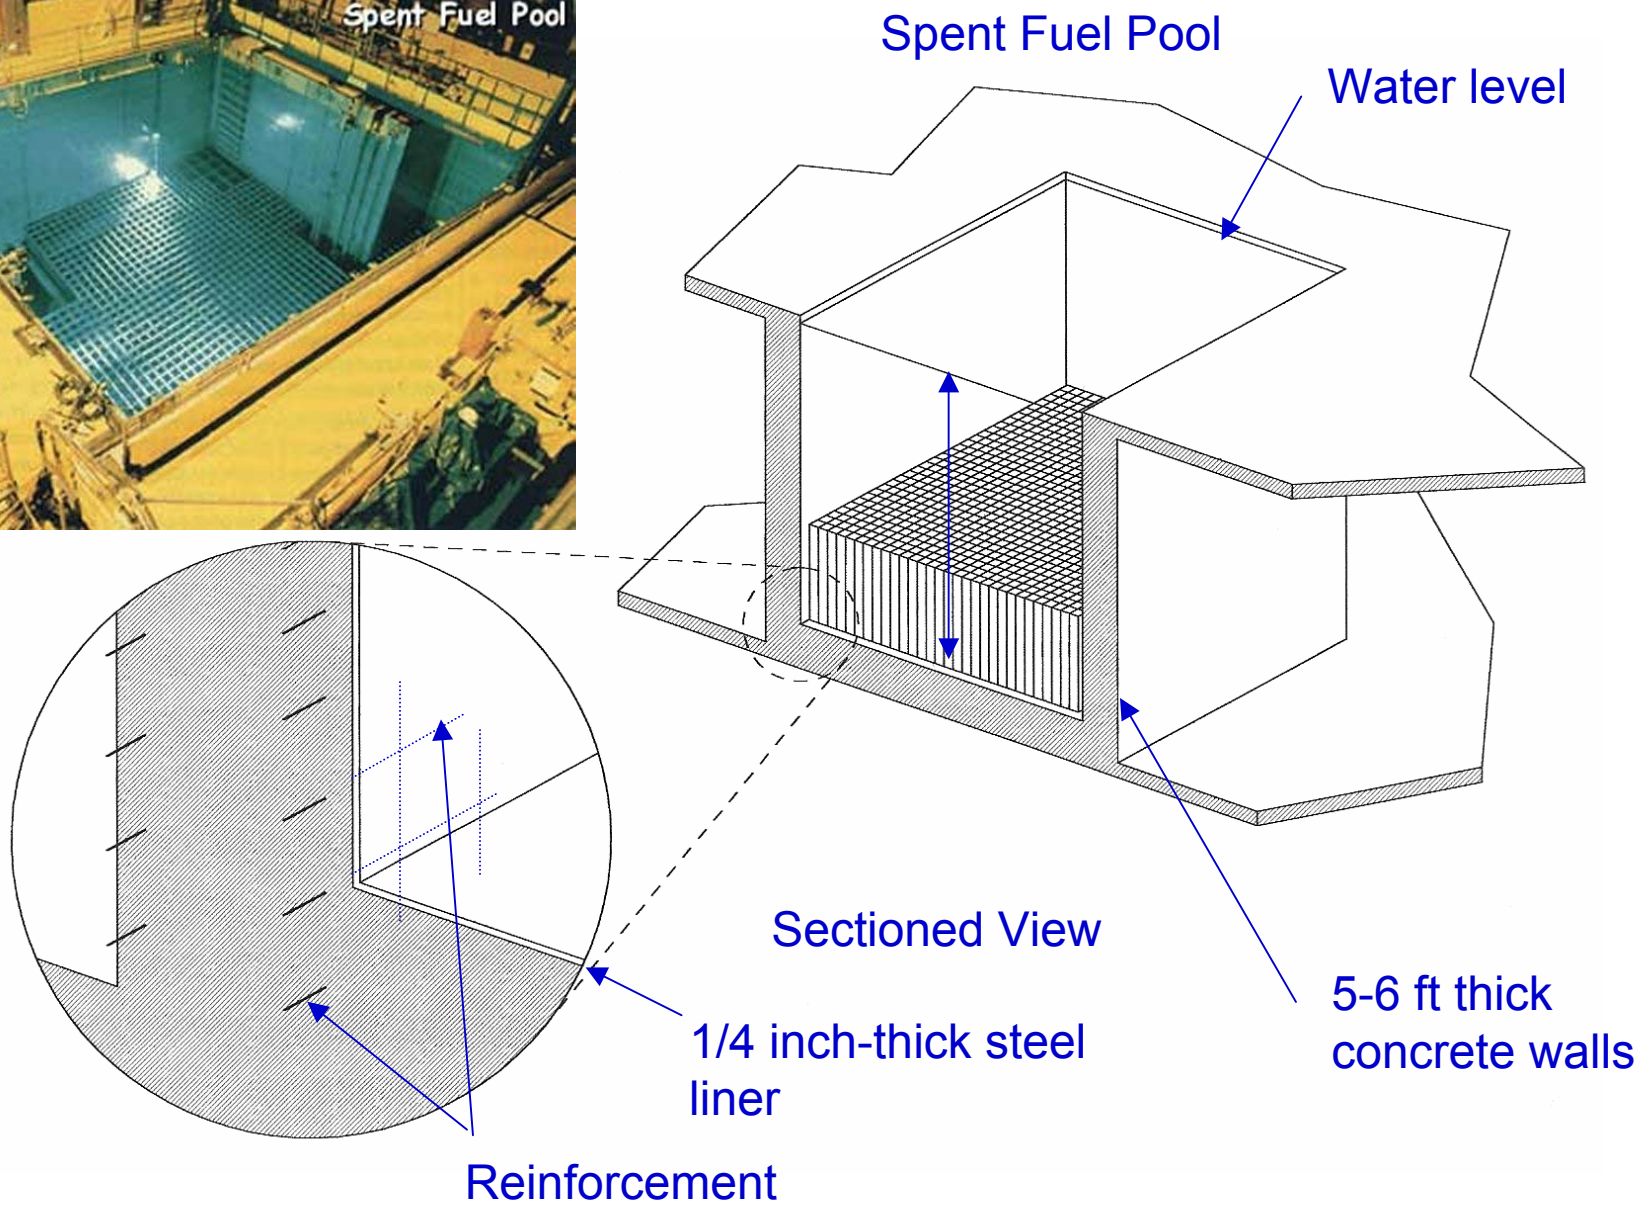 Spent Fuel Pool
Spent Fuel Pool
Water level
Sectioned View
5-6 ft thick
concrete walls
1/4 inch-thick steel
liner
Reinforcement